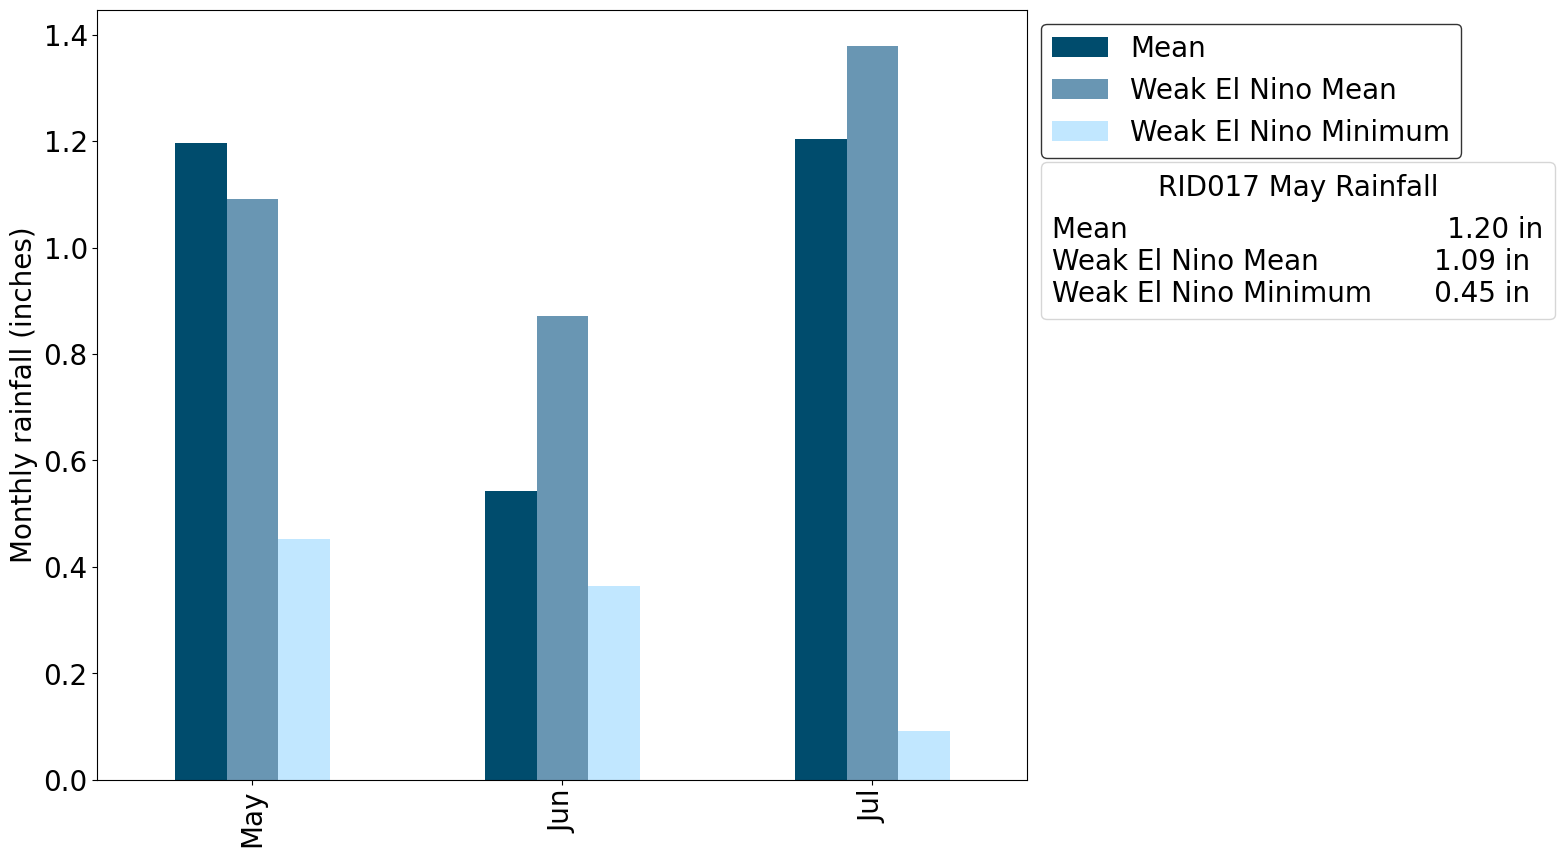 Monthly rainfall (inches)
1.4
1.2
1.0
0.8
0.6
0.4
0.2
0.0
May
Jun
Jul
Mean
Weak El Nino Mean
Weak El Nino Minimum
RID017 May Rainfall
Mean 1.20 in
Weak El Nino Mean 1.09 in
Weak El Nino Minimum 0.45 in